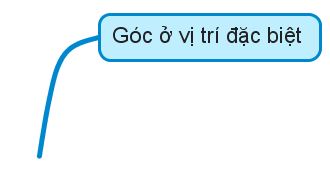 Góc ở vị trí đặc biệt